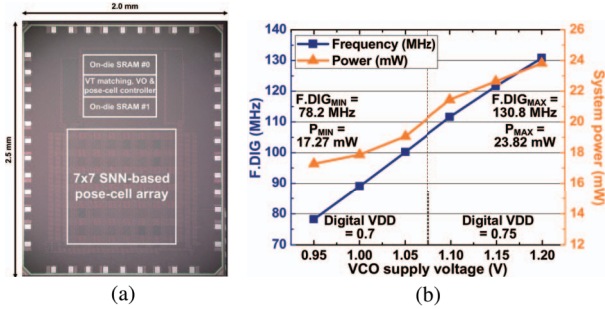 2.0 mm
2.5 mm
On-die SRAM #0
VT matching, VO &
pose-cell controller
On-die SRAM #1
7x7 SNN-based
pose-cell array
(a)
Frequency (MHz)
Power (mW)
F.DIG (MHz)
140
130
120
110
100
90
80
70
System power (mW)
26
24
22
20
18
16
14
12
F.DIGMIN =
78.2 MHz
PMIN =
17.27 mW
F.DIGMAX =
130.8 MHz
PMAX =
23.82 mW
Digital VDD
= 0.7
Digital VDD
= 0.75
0.95 1.00 1.05 1.10 1.15 1.20
VCO supply voltage (V)
(b)